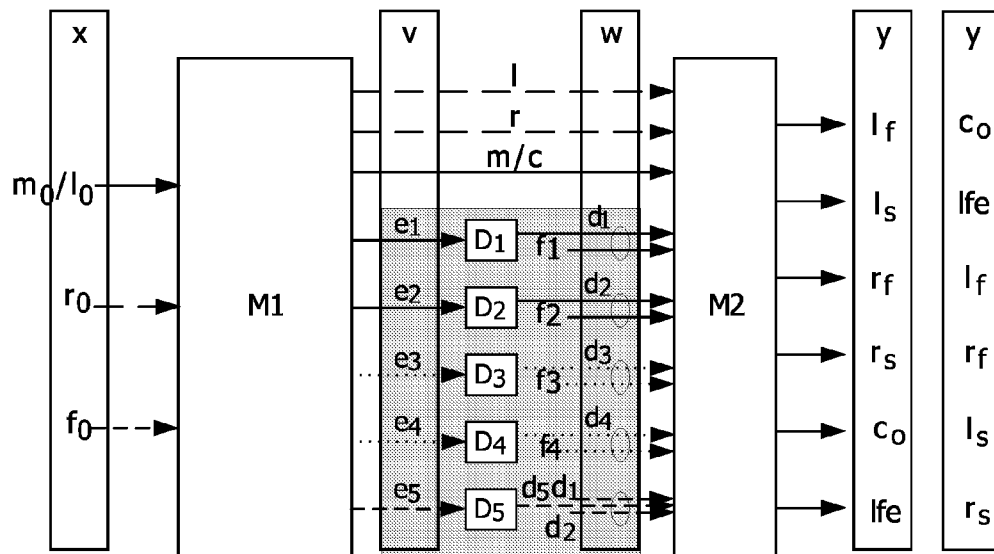 x
v
w
y
y
l
r
m/c
m0/l0
r0
f0
M1
e1
D1
d1
f1
e2
D2
d2
f2
e3
D3
d3
f3
e4
D4
d4
f4
e5
D5
d5d1
d2
M2
lf
ls
rf
rs
co
lfe
co
lfe
lf
rf
ls
rs